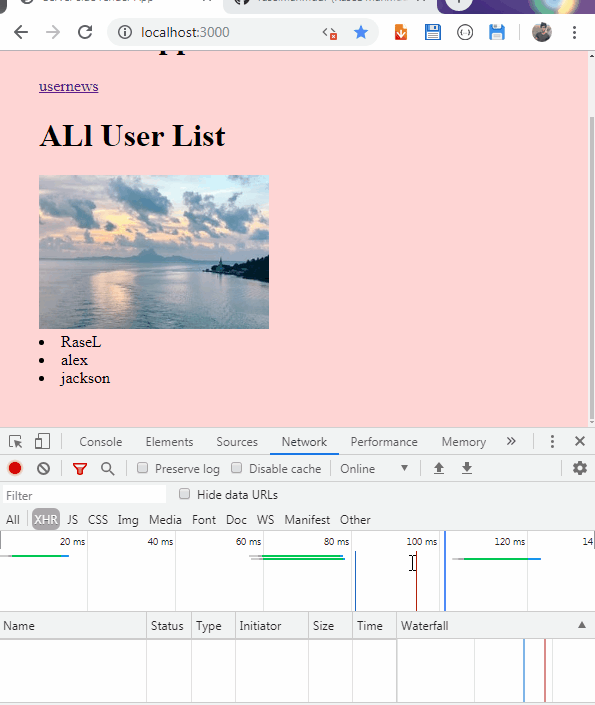 localhost:3000
usernews
ALl User List
RaseL
alex
jackson
Console Elements Sources Network Performance Memory »
Preserve log Disable cache Online
Filter Hide data URLs
All XHR JS CSS Img Media Font Doc WS Manifest Other
20 ms 40 ms 60 ms 80 ms 100 ms 120 ms 14
Name Status Type Initiator Size Time Waterfall